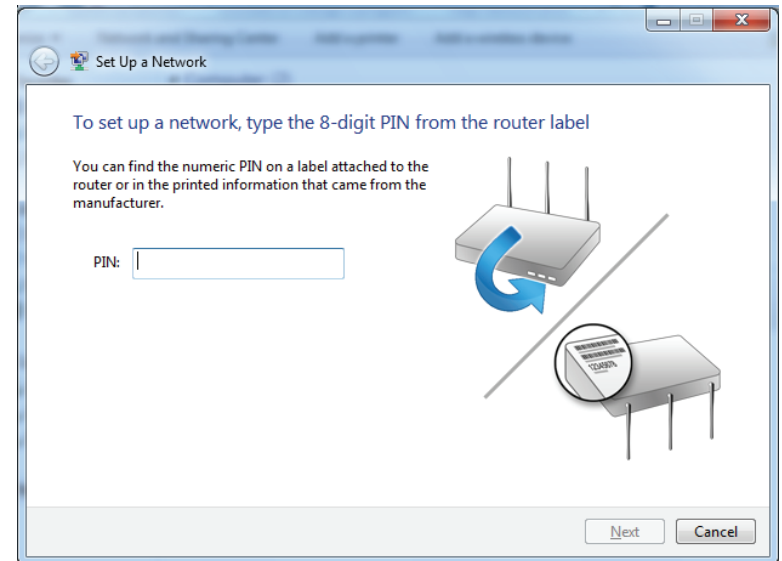 Set Up a Network
To set up a network, type the 8-digit PIN from the router label
You can find the numeric PIN on a label attached to the
router or in the printed information that came from the
manufacturer.
PIN:
12345678
Next
Cancel